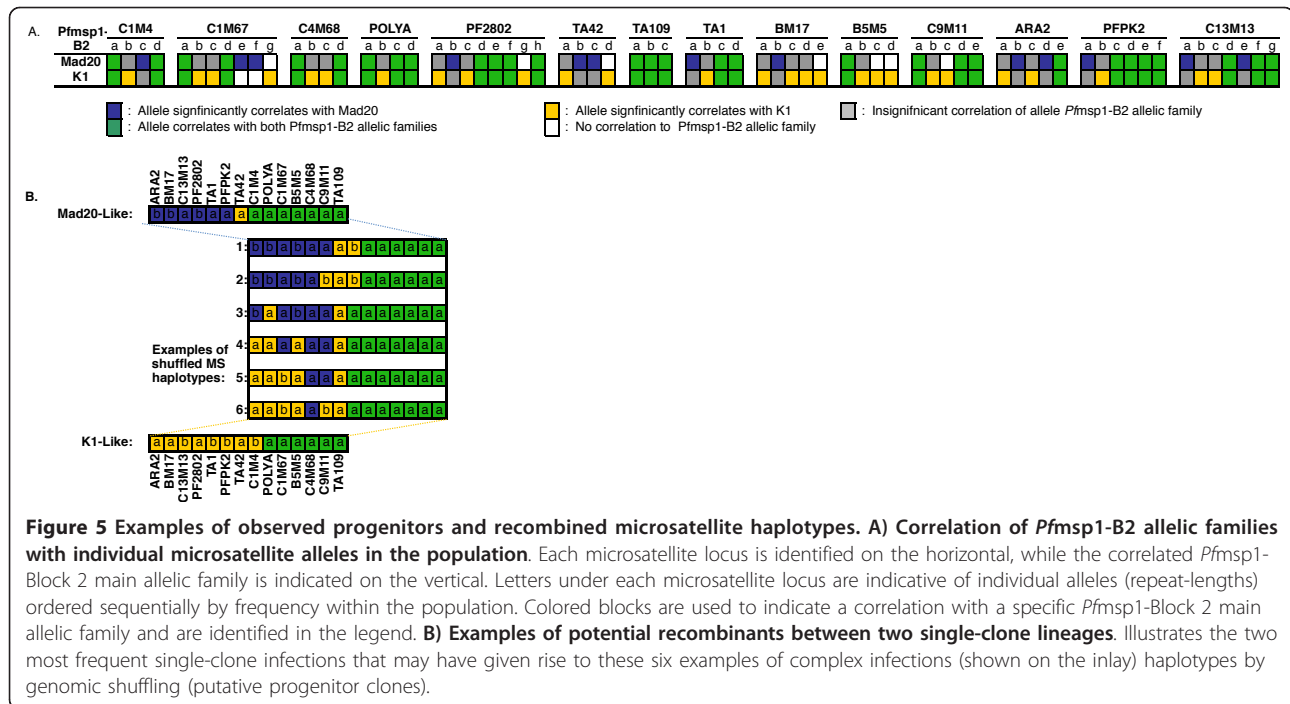 A. Pfmsp1- C1M4 C1M67 C4M68 POLYA PF2802 TA42 TA109 TA1 BM17 B5M5 C9M11 ARA2 PFPK2 C13M13
B2 a b c d a b c d e f g a b c d a b c d a b c d e f g h a b c d e a b c a b c d a b c d e a b c d a b c d a b c d e a b c d e f a b c d e f g
Mad20
K1
: Allele signfinicantly correlates with Mad20 : Allele signfinicantly correlates with K1 : Insignifnicant correlation of allele Pfmsp1-B2 allelic family
: Allele correlates with both Pfmsp1-B2 allelic families : No correlation to Pfmsp1-B2 allelic family
B.
ARA2 BM17 C13M13 PF2802 TA1 PFPK2 TA42 C1M4 POLYA C1M67 B5M5 C4M68 C9M11 TA109
Mad20-Like: b b a b a a a a a a a a a a
1: b b a b a a a b a a a a a a
2: b b a b a b a b a a a a a a
3: b a a b a a a a a a a a a a
Examples of shuffled MS haplotypes:
4: a a a a a a a a a a a a a a
5: a a b a a a a a a a a a a a
6: a a b a a b a a a a a a a a
K1-Like: a a b a b b a b a a a a a a
ARA2 BM17 C13M13 PF2802 TA1 PFPK2 TA42 C1M4 POLYA C1M67 B5M5 C4M68 C9M11 TA109
Figure 5 Examples of observed progenitors and recombined microsatellite haplotypes. A) Correlation of Pfmsp1-B2 allelic families
with individual microsatellite alleles in the population. Each microsatellite locus is identified on the horizontal, while the correlated Pfmsp1-
Block 2 main allelic family is indicated on the vertical. Letters under each microsatellite locus are indicative of individual alleles (repeat-lengths)
ordered sequentially by frequency within the population. Colored blocks are used to indicate a correlation with a specific Pfmsp1-Block 2 main
allelic family and are identified in the legend. B) Examples of potential recombinants between two single-clone lineages. Illustrates the two
most frequent single-clone infections that may have given rise to these six examples of complex infections (shown on the inlay) haplotypes by
genomic shuffling (putative progenitor clones).